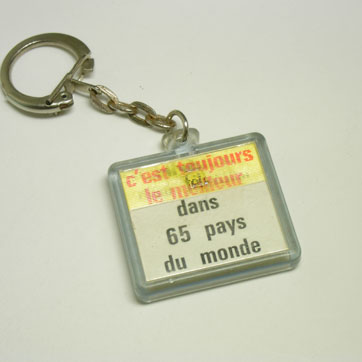 c'est toujours
le meilleur
dans
65 pays
du monde